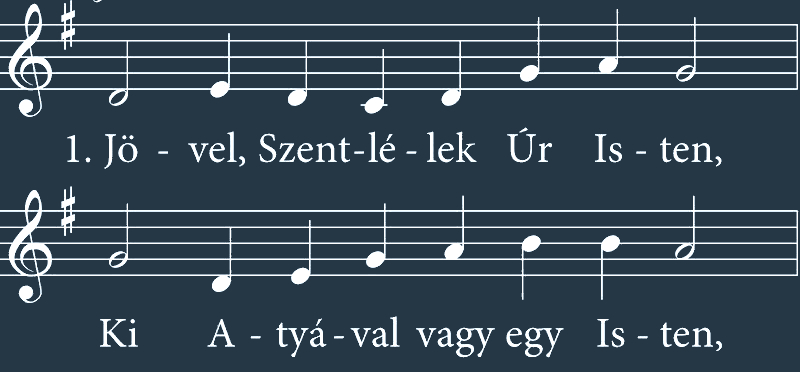 1. Jö - vel, Szent-lé - lek Úr Is - ten,
Ki A - tyá - val vagy egy Is - ten,